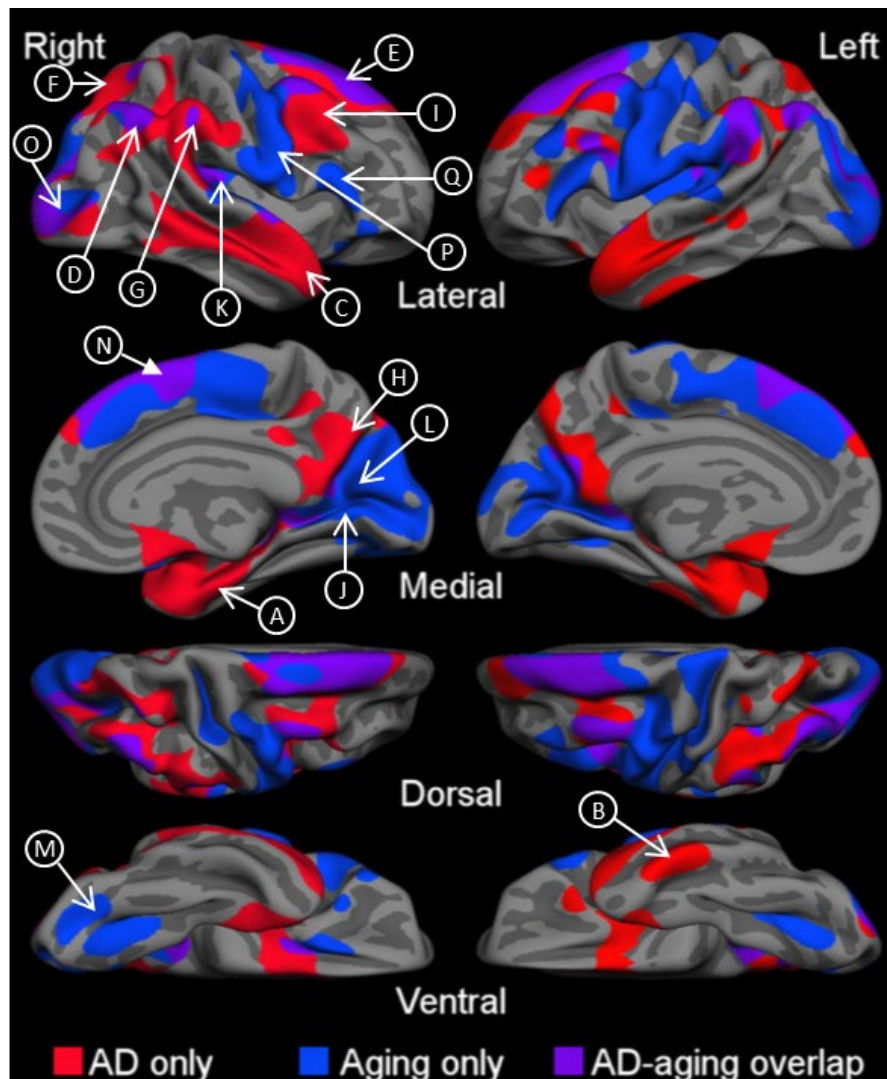 Right Left
E
F
I
O
Q
D
G
K
P
C
Lateral
N
H
L
A
J
Medial
Dorsal
B
M
Ventral
AD only Aging only AD-aging overlap